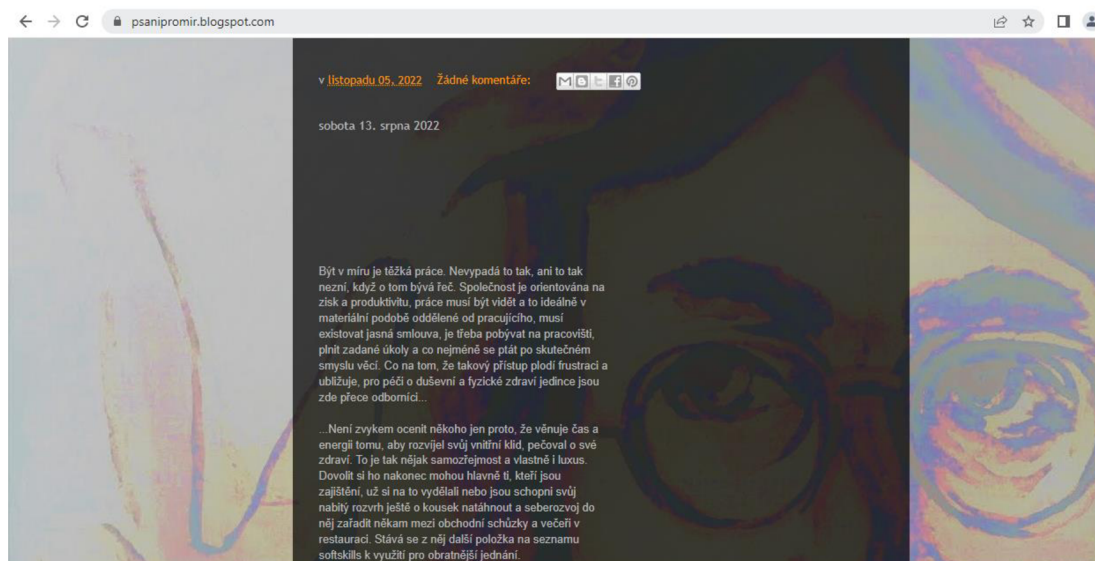 psanipromir.blogspot.com
v listopadu 05, 2022 Žádné komentáře:
sobota 13. srpna 2022
Být v míru je těžká práce. Nevypadá to tak, ani to tak
nezní, když o tom bývá řeč. Společnost je orientována na
zisk a produktivitu, práce musí být vidět a to ideálně v
materiální podobě oddělené od pracujícího, musí
existovat jasná smlouva, je třeba pobývat na pracovišti,
plnit zadané úkoly a co nejméně se ptát po skutečném
smyslu věcí. Co na tom, že takový přístup plodí frustraci a
ubližuje, pro péči o duševní a fyzické zdraví jedince jsou
zde přece odborníci...
...Není zvykem ocenit někoho jen proto, že věnuje čas a
energii tomu, aby rozvíjel svůj vnitřní klid, pečoval o své
zdraví. To je tak nějak samozřejmost a vlastně i luxus.
Dovolit si ho nakonec mohou hlavně ti, kteří jsou
zajištění, už si na to vydělali nebo jsou schopni svůj
nabitý rozvrh ještě o kousek natáhnout a seberozvoj do
něj zařadit někam mezi obchodní schůzky a večeři v
restauraci. Stává se z něj další položka na seznamu
softskills k využití pro obratnější jednání.